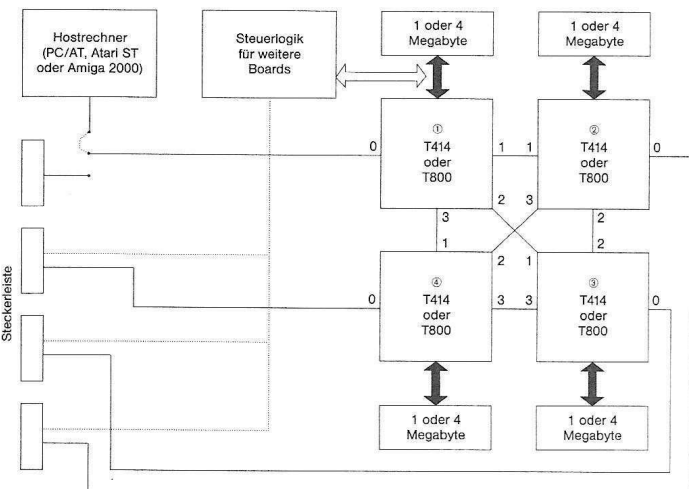 Hostrechner
(PC/AT, Atari ST
oder Amiga 2000)
Steuerlogik
für weitere
Boards
1 oder 4
Megabyte
1 oder 4
Megabyte
0
①
T414
oder
T800
1
1
②
T414
oder
T800
0
2
3
3
2
1
2
1
2
Steckerleiste
0
④
T414
oder
T800
3
3
③
T414
oder
T800
0
1 oder 4
Megabyte
1 oder 4
Megabyte